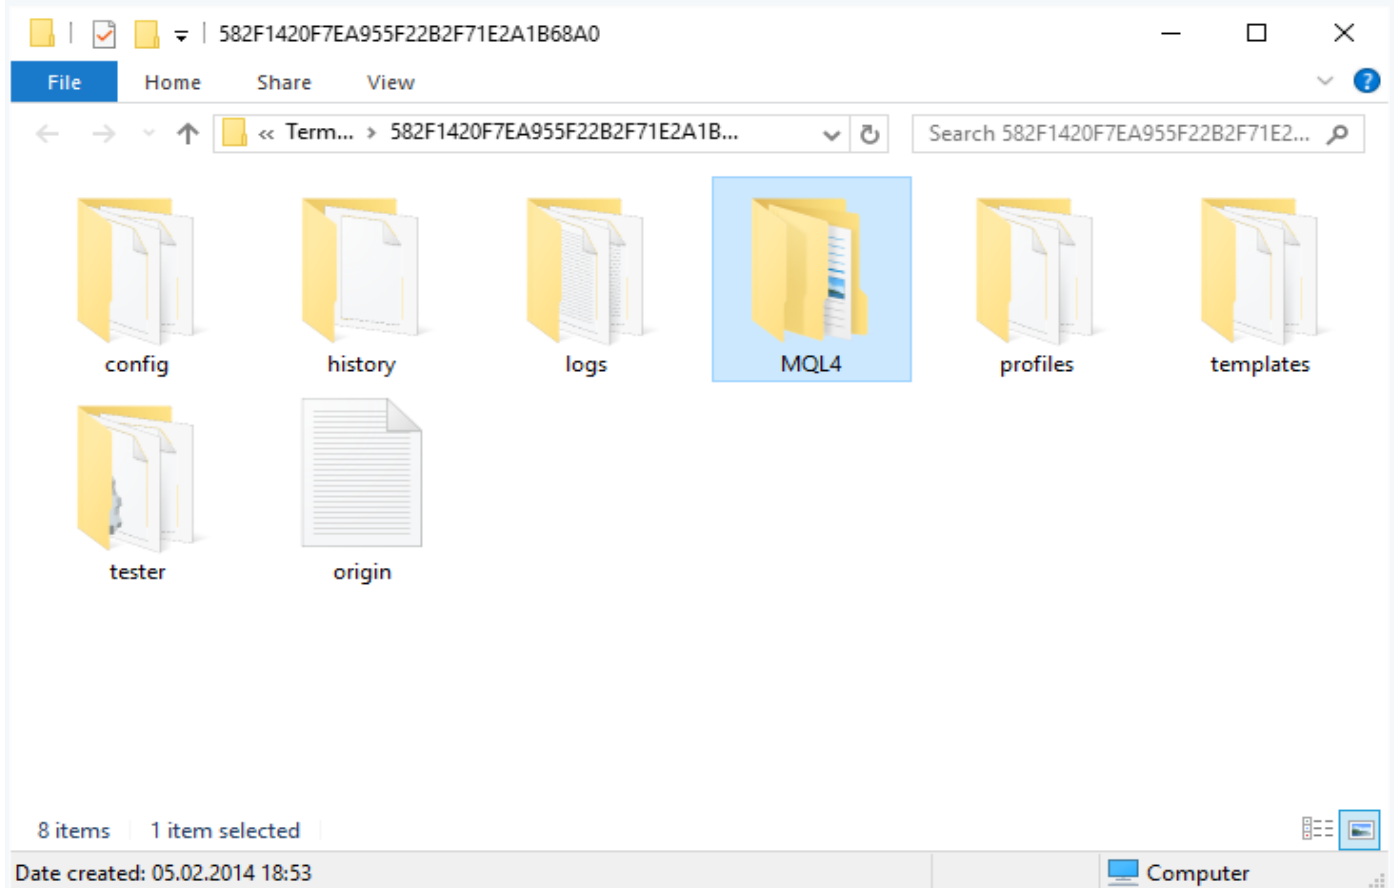 582F1420F7EA955F22B2F71E2A1B68A0
File Home Share View
« Term... › 582F1420F7EA955F22B2F71E2A1B... Search 582F1420F7EA955F22B2F71E2...
config history logs MQL4 profiles templates
tester origin
8 items 1 item selected
Date created: 05.02.2014 18:53 Computer